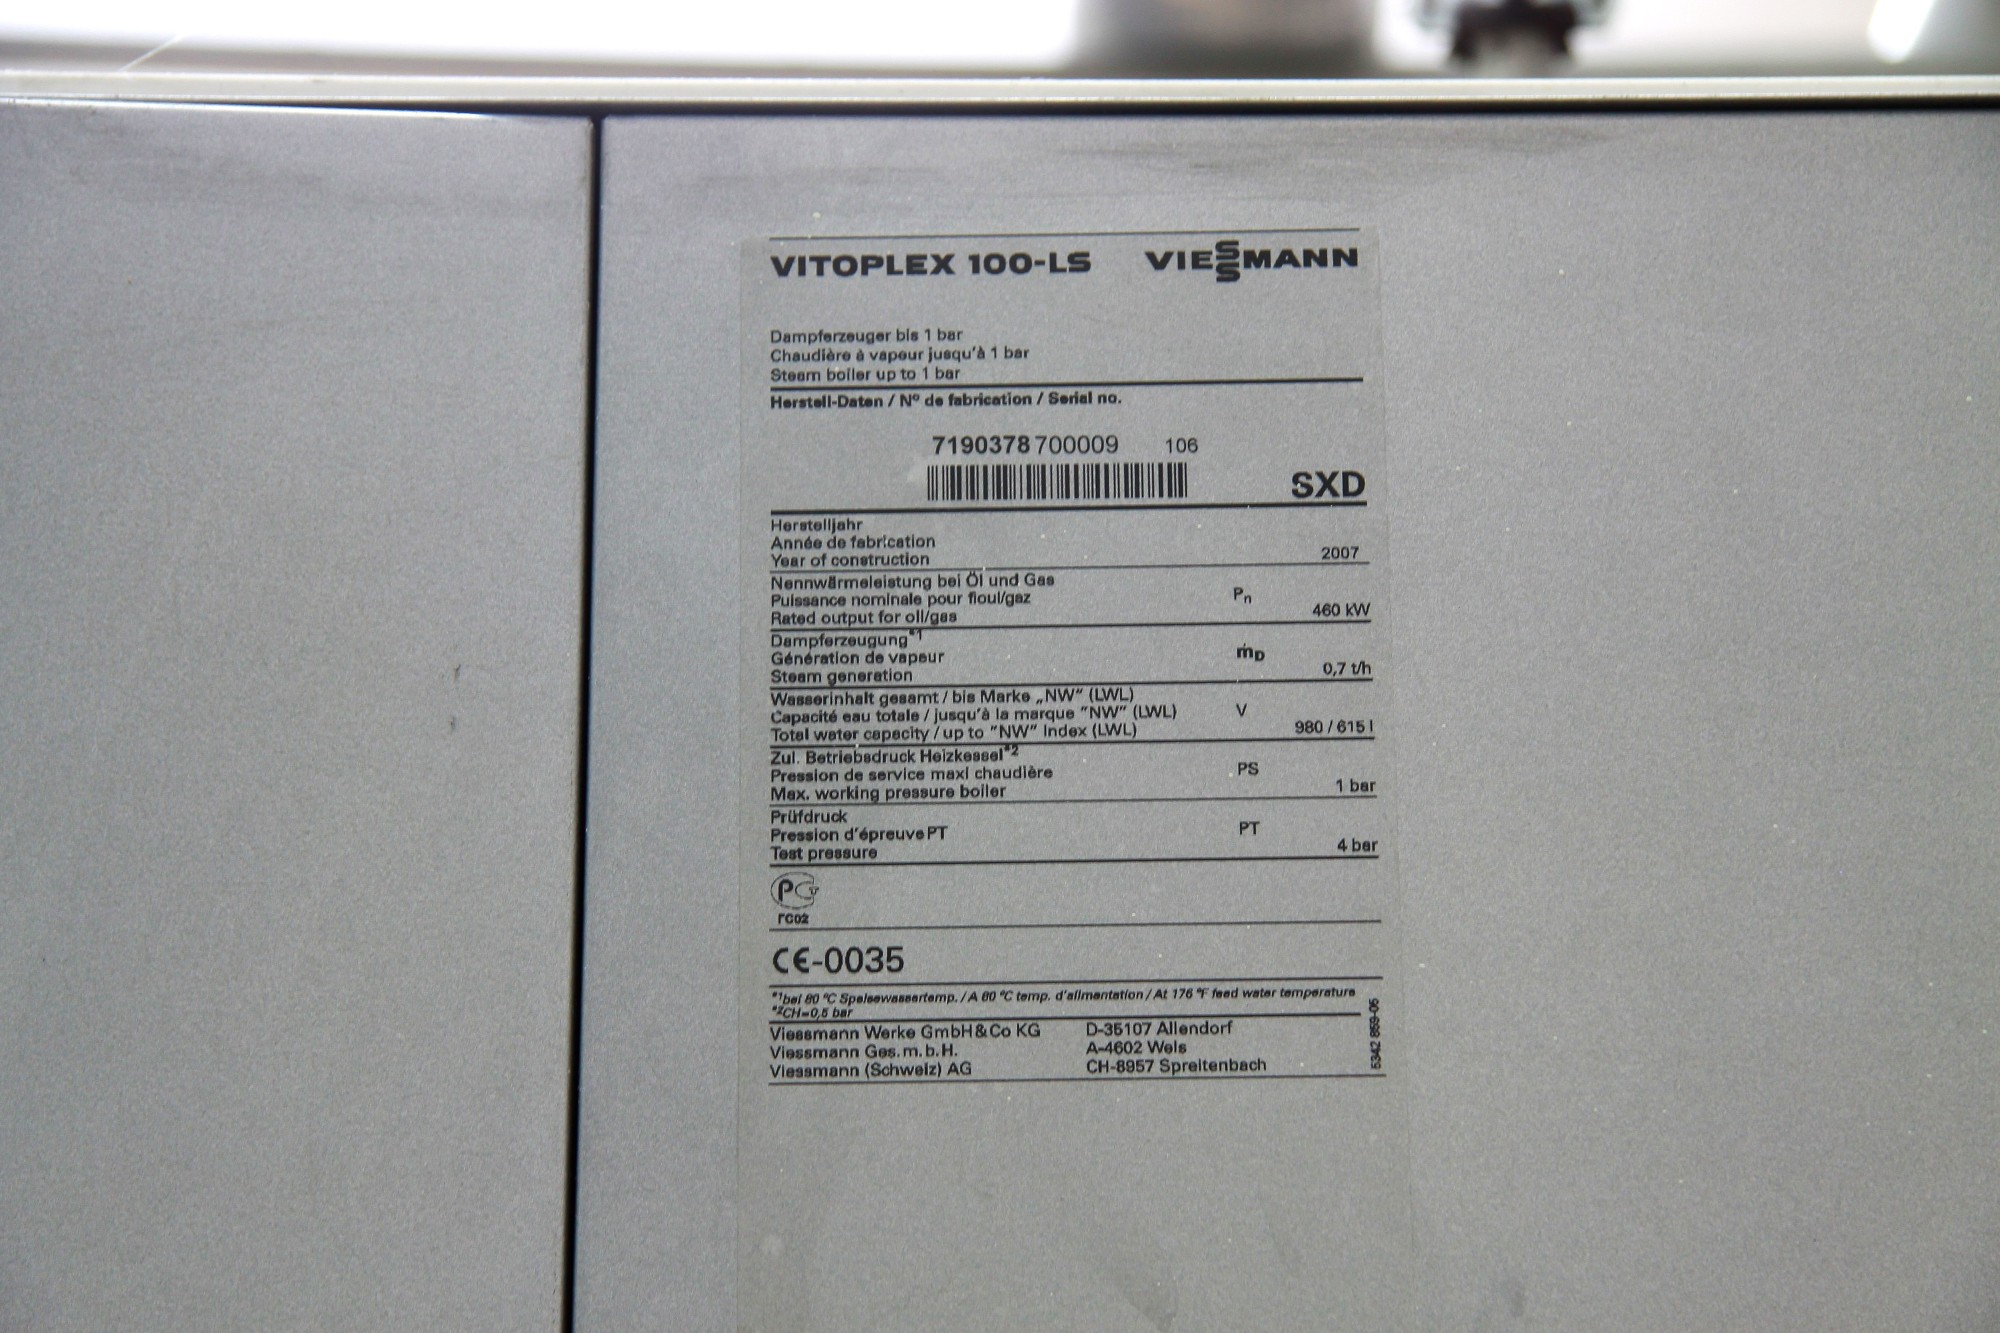 VITOPLEX 100-LS VIESSMANN
Dampferzeuger bis 1 bar
Chaudière à vapeur jusqu'à 1 bar
Steam boiler up to 1 bar
Herstell-Daten / Nº de fabrication / Serial no.
7190378 700009 106
SXD
Herstelljahr
Année de fabrication
Year of construction 2007
Nennwärmeleistung bei Öl und Gas
Puissance nominale pour fioul/gaz Pn
Rated output for oil/gas 460 kW
Dampferzeugung*1
Génération de vapeur ṁD
Steam generation 0,7 t/h
Wasserinhalt gesamt / bis Marke „NW" (LWL)
Capacité eau totale / jusqu'à la marque "NW" (LWL) V
Total water capacity / up to "NW" Index (LWL) 980 / 615 l
Zul. Betriebsdruck Heizkessel*2
Pression de service maxi chaudière PS
Max. working pressure boiler 1 bar
Prüfdruck
Pression d'épreuve PT PT
Test pressure 4 bar
РСТ
ГС02
CE-0035
*1bei 80 °C Speisewassertemp. / A 80 °C temp. d'alimentation / At 176 °F feed water temperature
*2CH=0,5 bar
Viessmann Werke GmbH & Co KG D-35107 Allendorf
Viessmann Ges. m. b. H. A-4602 Wels
Viessmann (Schweiz) AG CH-8957 Spreitenbach
5342 859-06